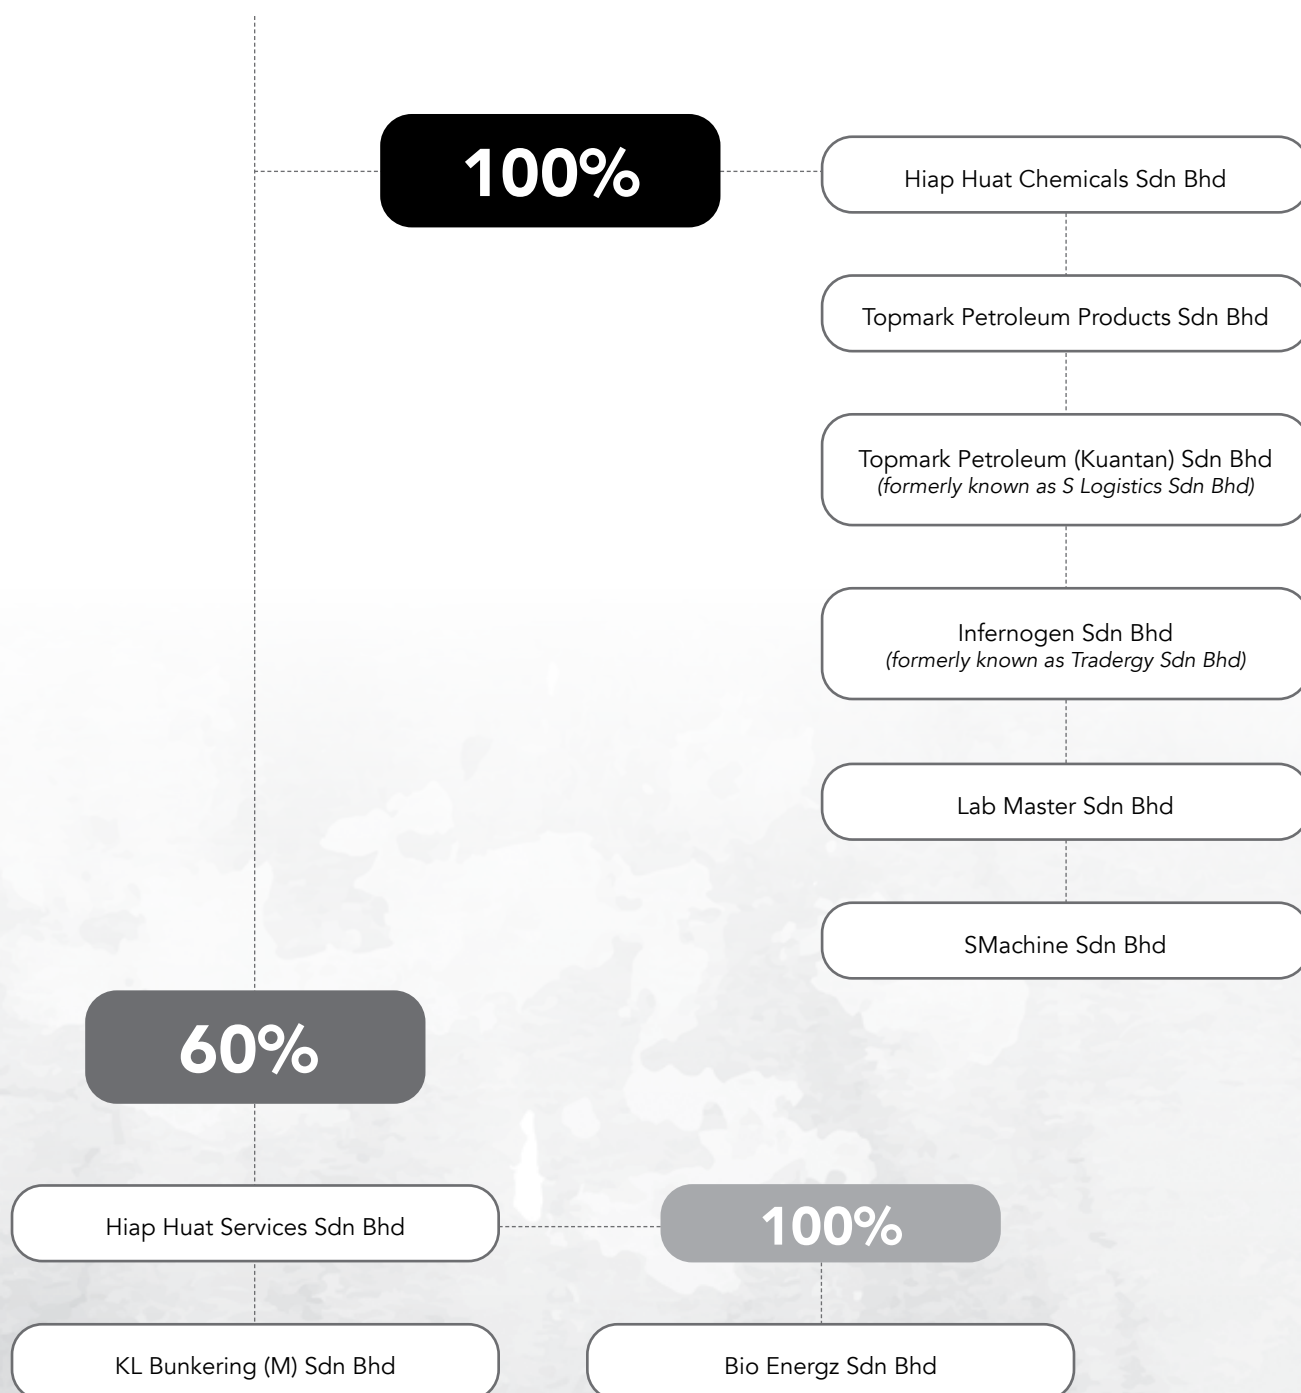 100%
Hiap Huat Chemicals Sdn Bhd
Topmark Petroleum Products Sdn Bhd
Topmark Petroleum (Kuantan) Sdn Bhd
(formerly known as S Logistics Sdn Bhd)
Infernogen Sdn Bhd
(formerly known as Tradergy Sdn Bhd)
Lab Master Sdn Bhd
SMachine Sdn Bhd
60%
Hiap Huat Services Sdn Bhd
100%
KL Bunkering (M) Sdn Bhd
Bio Energz Sdn Bhd